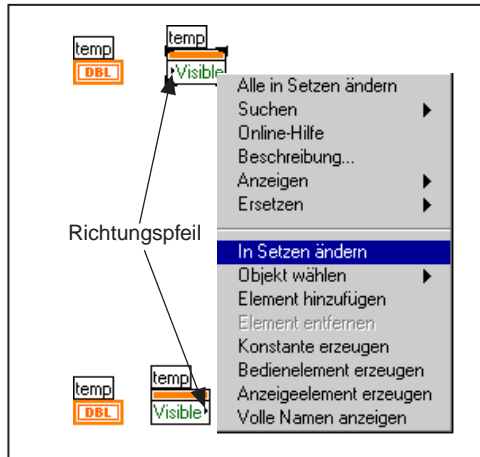 temp
DBL
temp
Visible
Alle in Setzen ändern
Suchen
Online-Hilfe
Beschreibung...
Anzeigen
Ersetzen
Richtungspfeil
In Setzen ändern
Objekt wählen
Element hinzufügen
Element entfernen
Konstante erzeugen
Bedienelement erzeugen
Anzeigeelement erzeugen
Volle Namen anzeigen
temp
DBL
temp
Visible